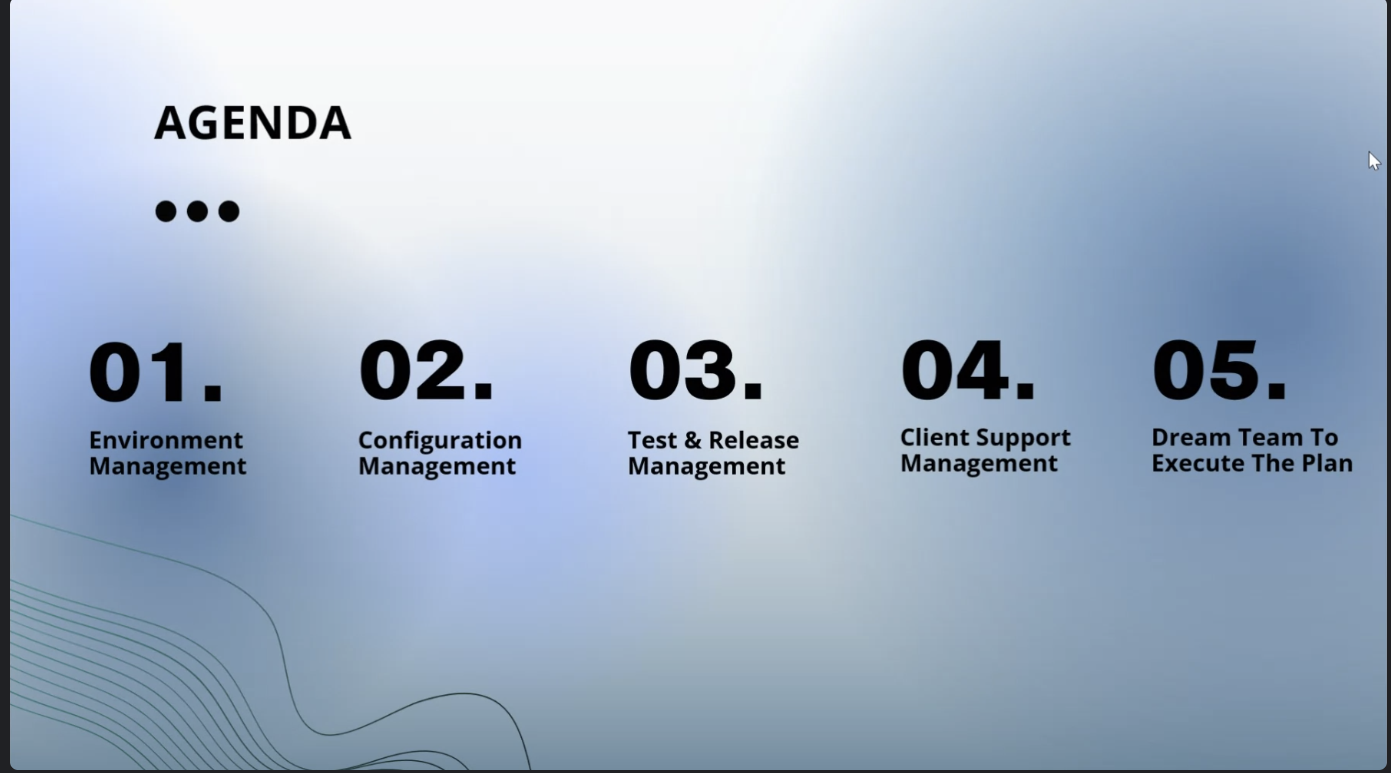 AGENDA
01.
Environment
Management
02.
Configuration
Management
03.
Test & Release
Management
04.
Client Support
Management
05.
Dream Team To
Execute The Plan